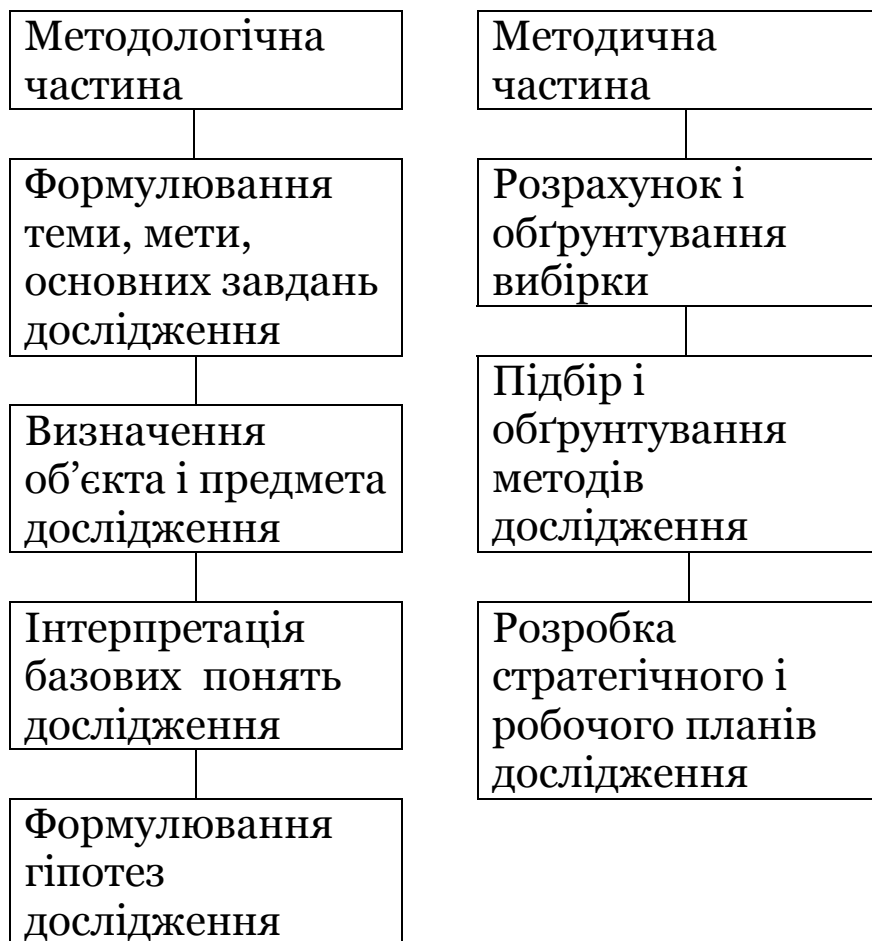 Методологічна
частина
Формулювання
теми, мети,
основних завдань
дослідження
Визначення
об’єкта і предмета
дослідження
Інтерпретація
базових понять
дослідження
Формулювання
гіпотез
дослідження
Методична
частина
Розрахунок і
обґрунтування
вибірки
Підбір і
обґрунтування
методів
дослідження
Розробка
стратегічного і
робочого планів
дослідження